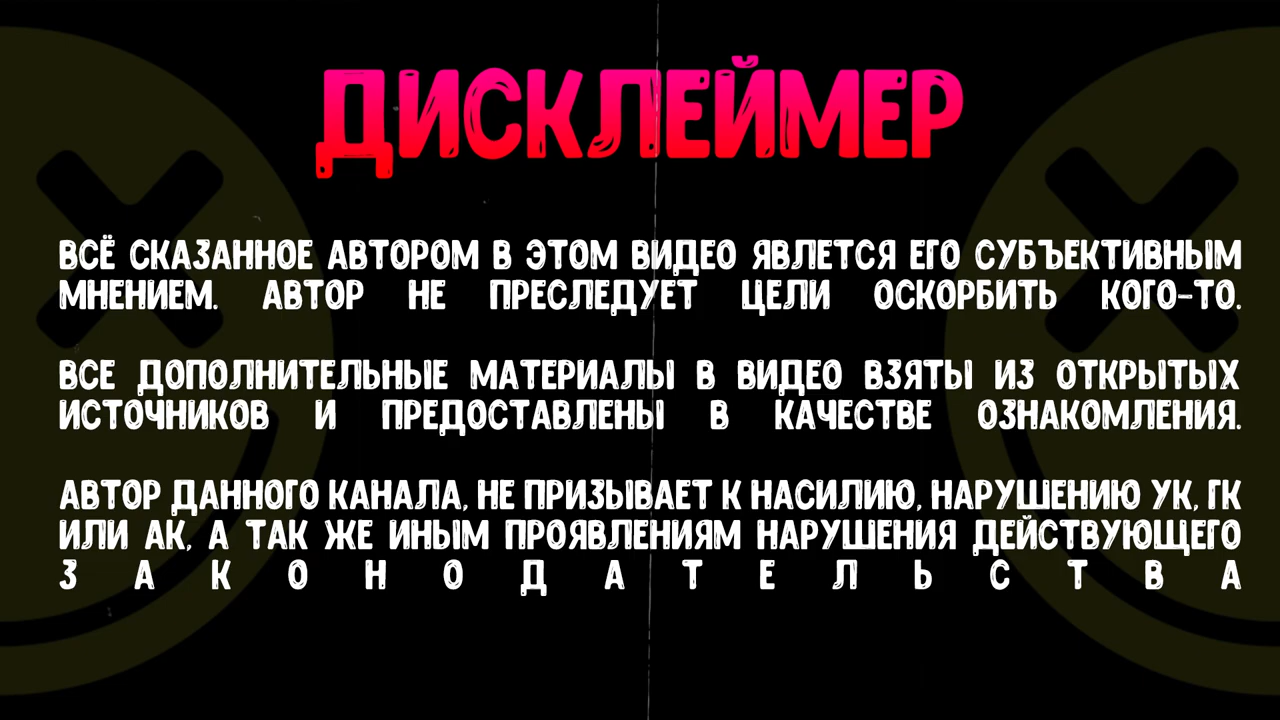 ДИСКЛЕЙМЕР
ВСЁ СКАЗАННОЕ АВТОРОМ В ЭТОМ ВИДЕО ЯВЛЕТСЯ ЕГО СУБЪЕКТИВНЫМ
МНЕНИЕМ. АВТОР НЕ ПРЕСЛЕДУЕТ ЦЕЛИ ОСКОРБИТЬ КОГО-ТО.
ВСЕ ДОПОЛНИТЕЛЬНЫЕ МАТЕРИАЛЫ В ВИДЕО ВЗЯТЫ ИЗ ОТКРЫТЫХ
ИСТОЧНИКОВ И ПРЕДОСТАВЛЕНЫ В КАЧЕСТВЕ ОЗНАКОМЛЕНИЯ.
АВТОР ДАННОГО КАНАЛА, НЕ ПРИЗЫВАЕТ К НАСИЛИЮ, НАРУШЕНИЮ УК, ГК
ИЛИ АК, А ТАК ЖЕ ИНЫМ ПРОЯВЛЕНИЯМ НАРУШЕНИЯ ДЕЙСТВУЮЩЕГО
ЗАКОНОДАТЕЛЬСТВА